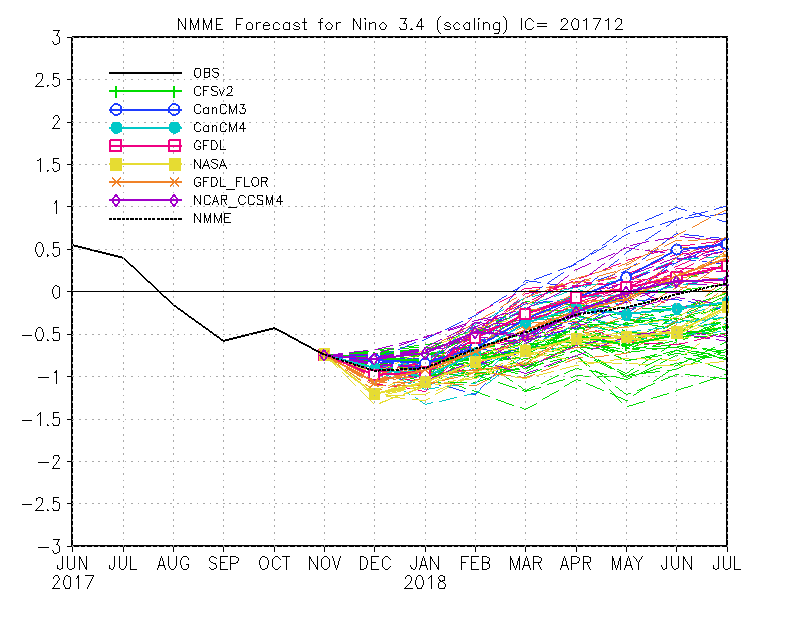 NMME Forecast for Nino 3.4 (scaling) IC= 201712
3
2.5
2
1.5
1
0.5
0
−0.5
−1
−1.5
−2
−2.5
−3
OBS
CFSv2
CanCM3
CanCM4
GFDL
NASA
GFDL_FLOR
NCAR_CCSM4
NMME
JUN JUL AUG SEP OCT NOV DEC JAN FEB MAR APR MAY JUN JUL
2017 2018